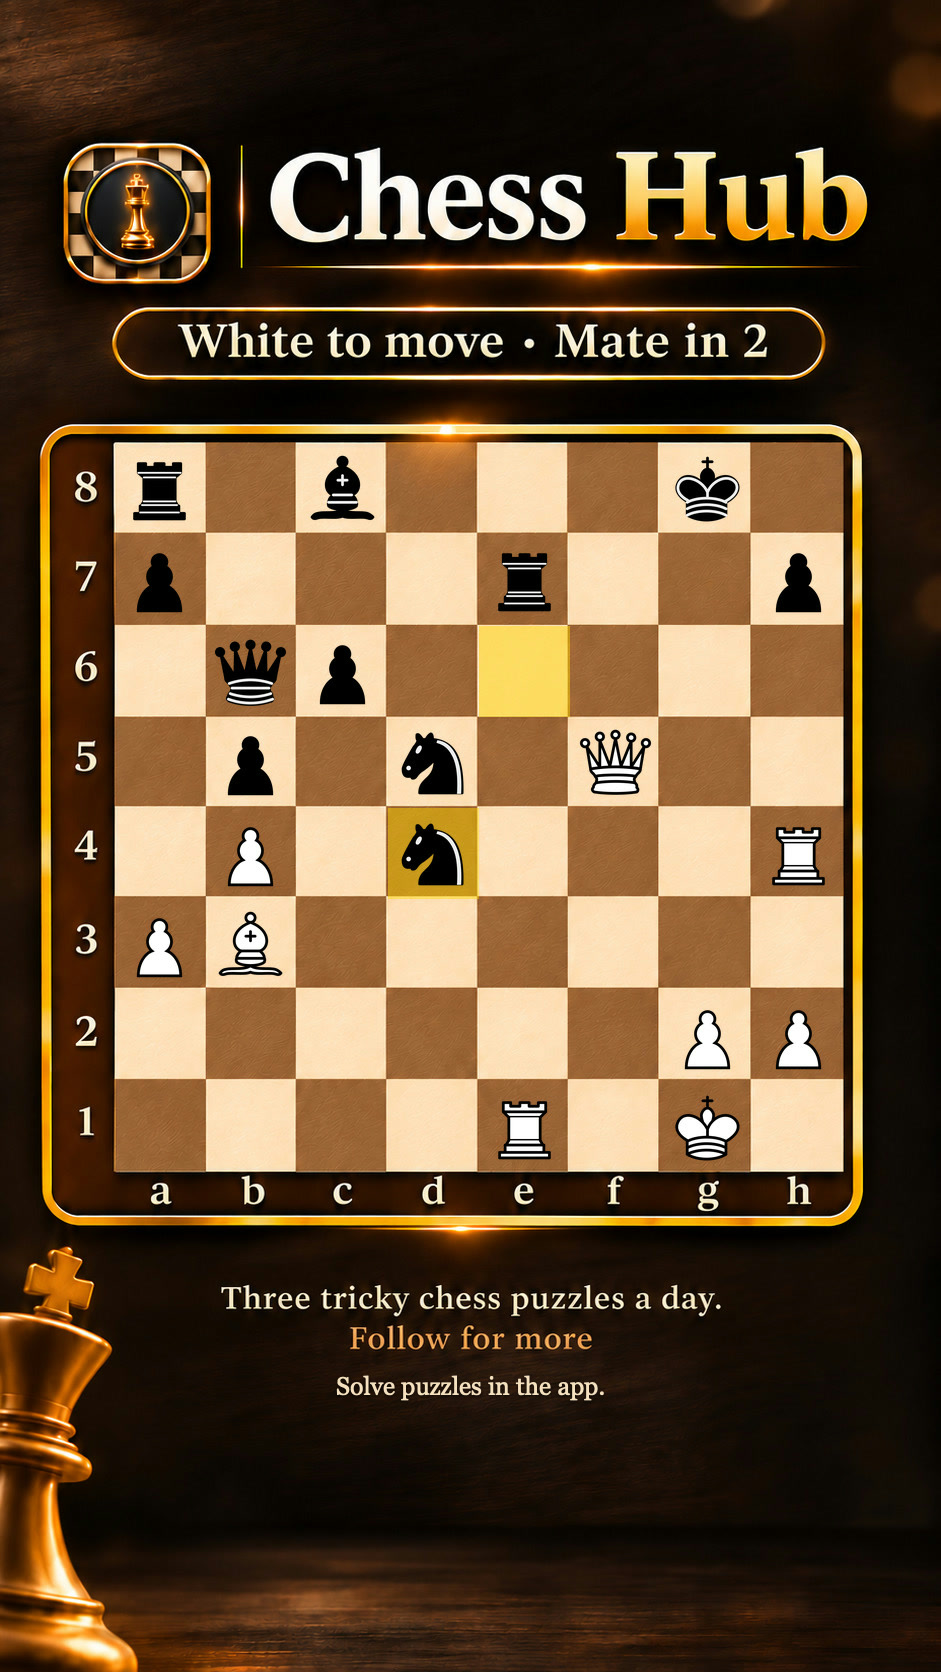 Chess Hub
White to move • Mate in 2
8
7
6
5
4
3
2
1
a b c d e f g h
Three tricky chess puzzles a day.
Follow for more
Solve puzzles in the app.